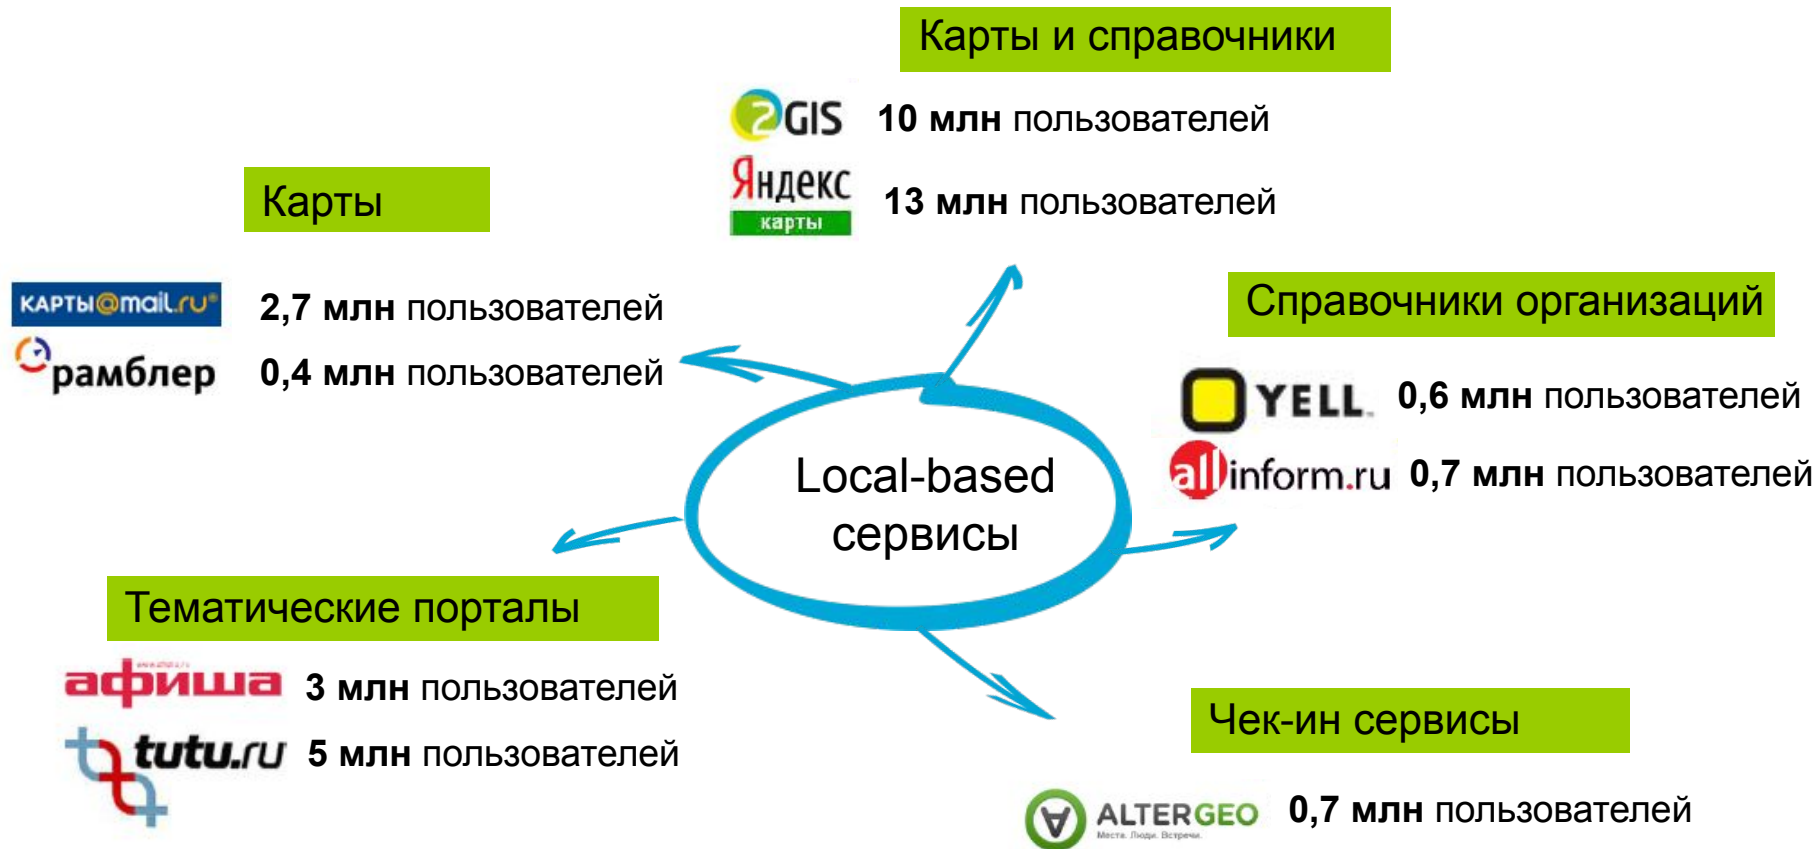 Карты и справочники
2GIS 10 млн пользователей
Яндекс
карты
13 млн пользователей
Карты
КАРТЫ@mail.ru® 2,7 млн пользователей
рамблер 0,4 млн пользователей
Справочники организаций
YELL. 0,6 млн пользователей
allinform.ru 0,7 млн пользователей
Local-based
сервисы
Тематические порталы
афиша 3 млн пользователей
tutu.ru 5 млн пользователей
Чек-ин сервисы
ALTERGEO 0,7 млн пользователей
Места. Люди. Встречи.